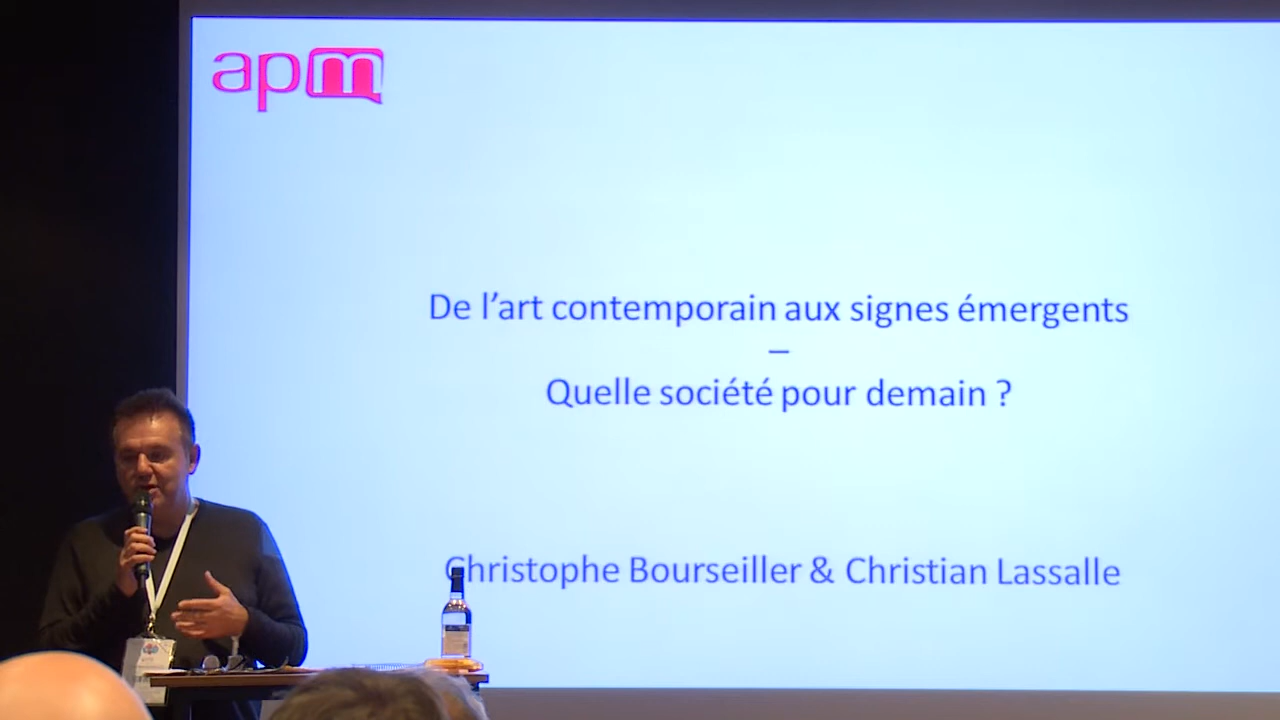 apm
De l'art contemporain aux signes émergents
–
Quelle société pour demain ?
Christophe Bourseiller & Christian Lassalle